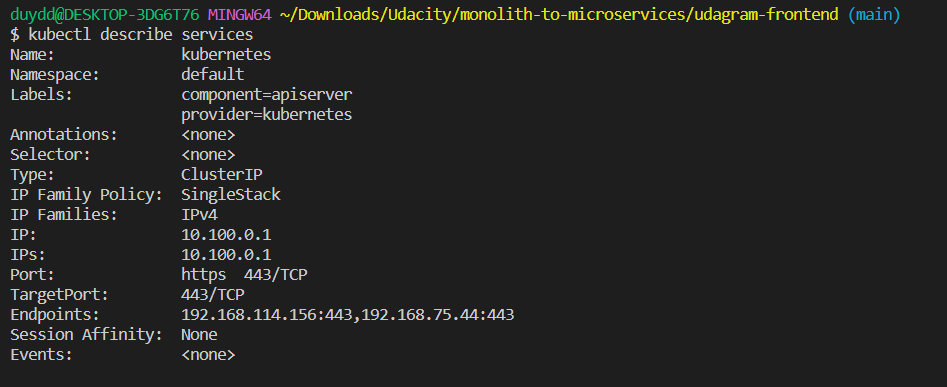 duydd@DESKTOP-3DG6T76 MINGW64 ~/Downloads/Udacity/monolith-to-microservices/udagram-frontend (main)
$ kubectl describe services
Name:              kubernetes
Namespace:         default
Labels:            component=apiserver
                   provider=kubernetes
Annotations:       <none>
Selector:          <none>
Type:              ClusterIP
IP Family Policy:  SingleStack
IP Families:       IPv4
IP:                10.100.0.1
IPs:               10.100.0.1
Port:              https  443/TCP
TargetPort:        443/TCP
Endpoints:         192.168.114.156:443,192.168.75.44:443
Session Affinity:  None
Events:            <none>